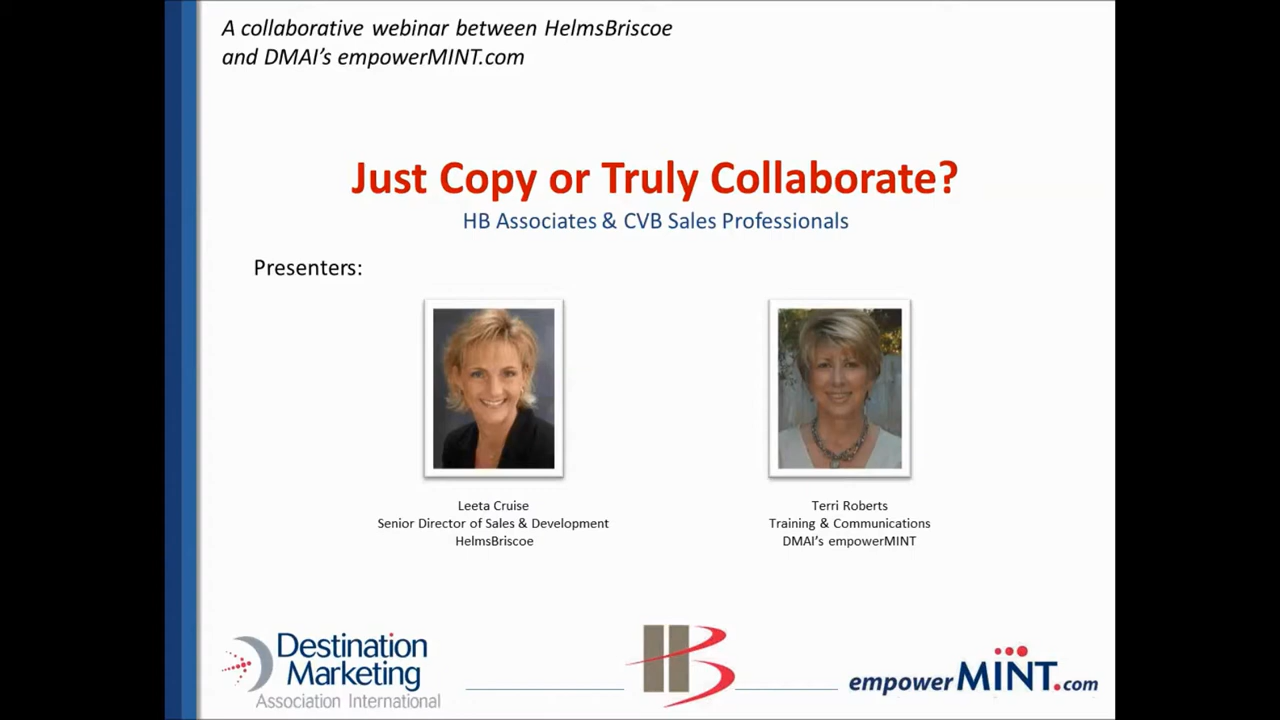 A collaborative webinar between HelmsBriscoe
and DMAI's empowerMINT.com
Just Copy or Truly Collaborate?
HB Associates & CVB Sales Professionals
Presenters:
Leeta Cruise
Senior Director of Sales & Development
HelmsBriscoe
Terri Roberts
Training & Communications
DMAI's empowerMINT
Destination
Marketing
Association International
HB
empowerMINT.com